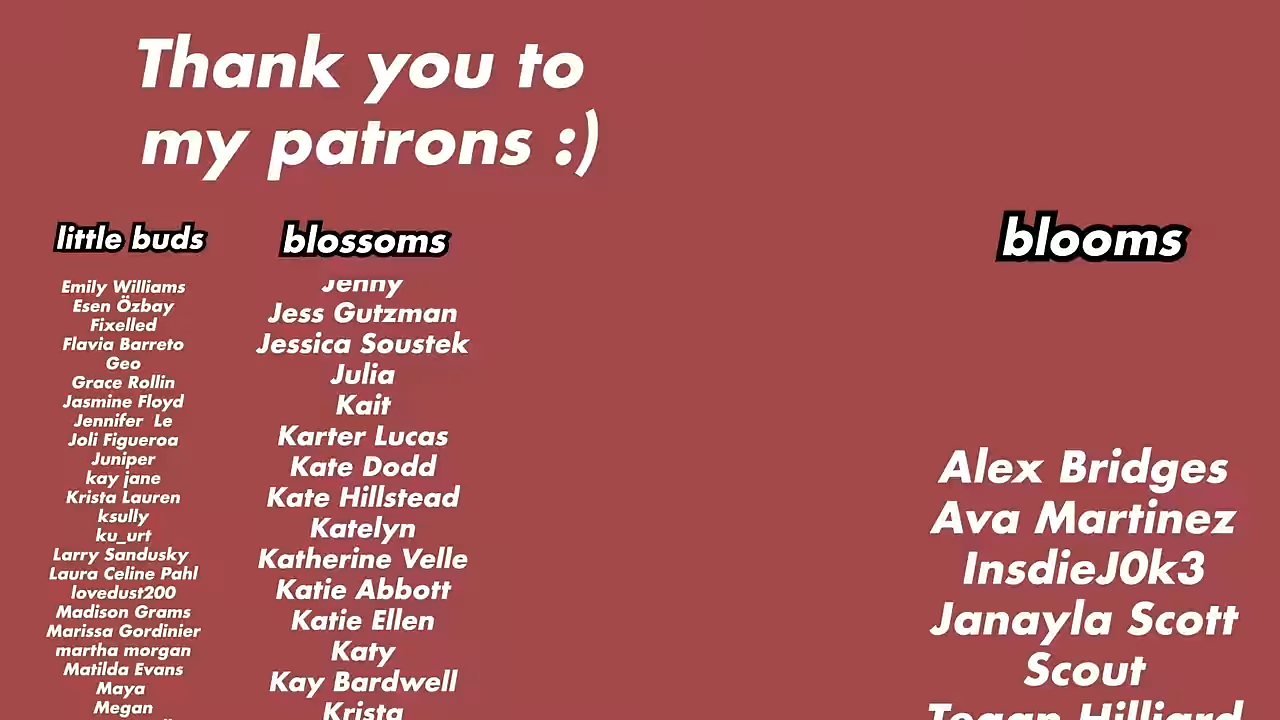 Thank you to
my patrons :)
little buds
Emily Williams
Esen Özbay
Fixelled
Flavia Barreto
Geo
Grace Rollin
Jasmine Floyd
Jennifer  Le
Joli Figueroa
Juniper
kay jane
Krista Lauren
ksully
ku_urt
Larry Sandusky
Laura Celine Pahl
lovedust200
Madison Grams
Marissa Gordinier
martha morgan
Matilda Evans
Maya
Megan
blossoms
Jenny
Jess Gutzman
Jessica Soustek
Julia
Kait
Karter Lucas
Kate Dodd
Kate Hillstead
Katelyn
Katherine Velle
Katie Abbott
Katie Ellen
Katy
Kay Bardwell
Krista
blooms
Alex Bridges
Ava Martinez
InsdieJ0k3
Janayla Scott
Scout
Tegan Hilliard